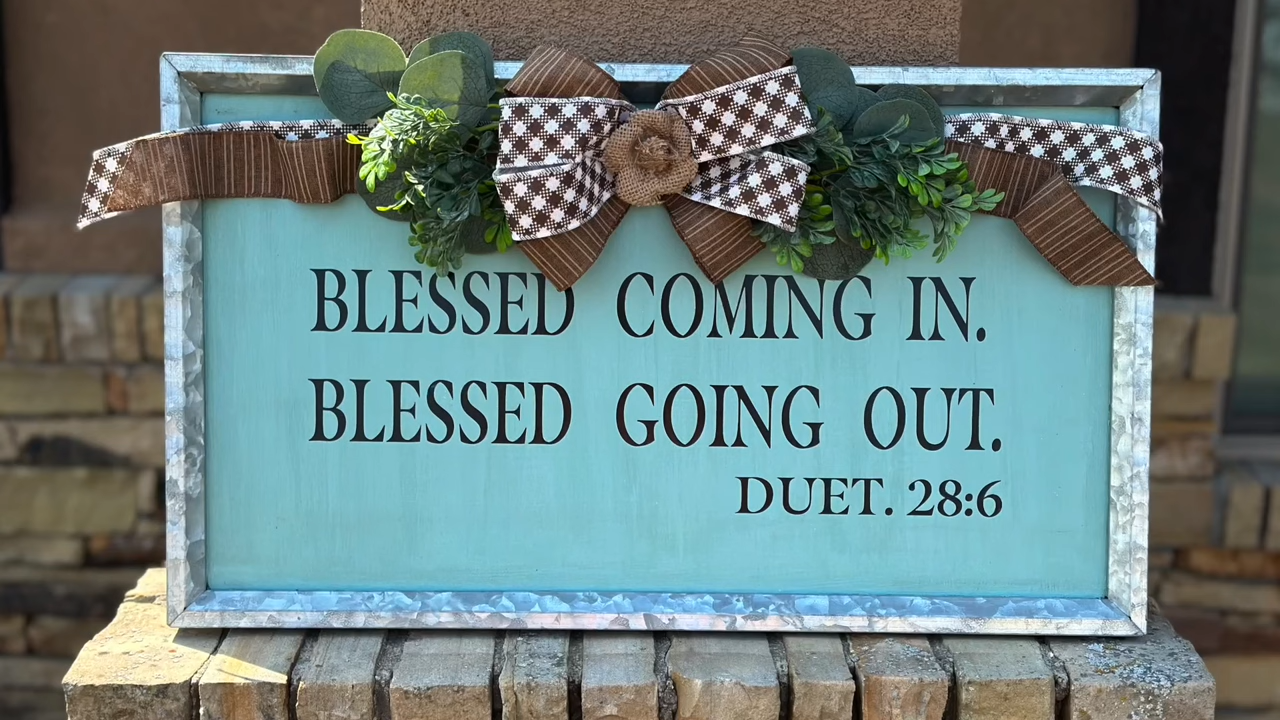 BLESSED COMING IN.
BLESSED GOING OUT.
DUET. 28:6